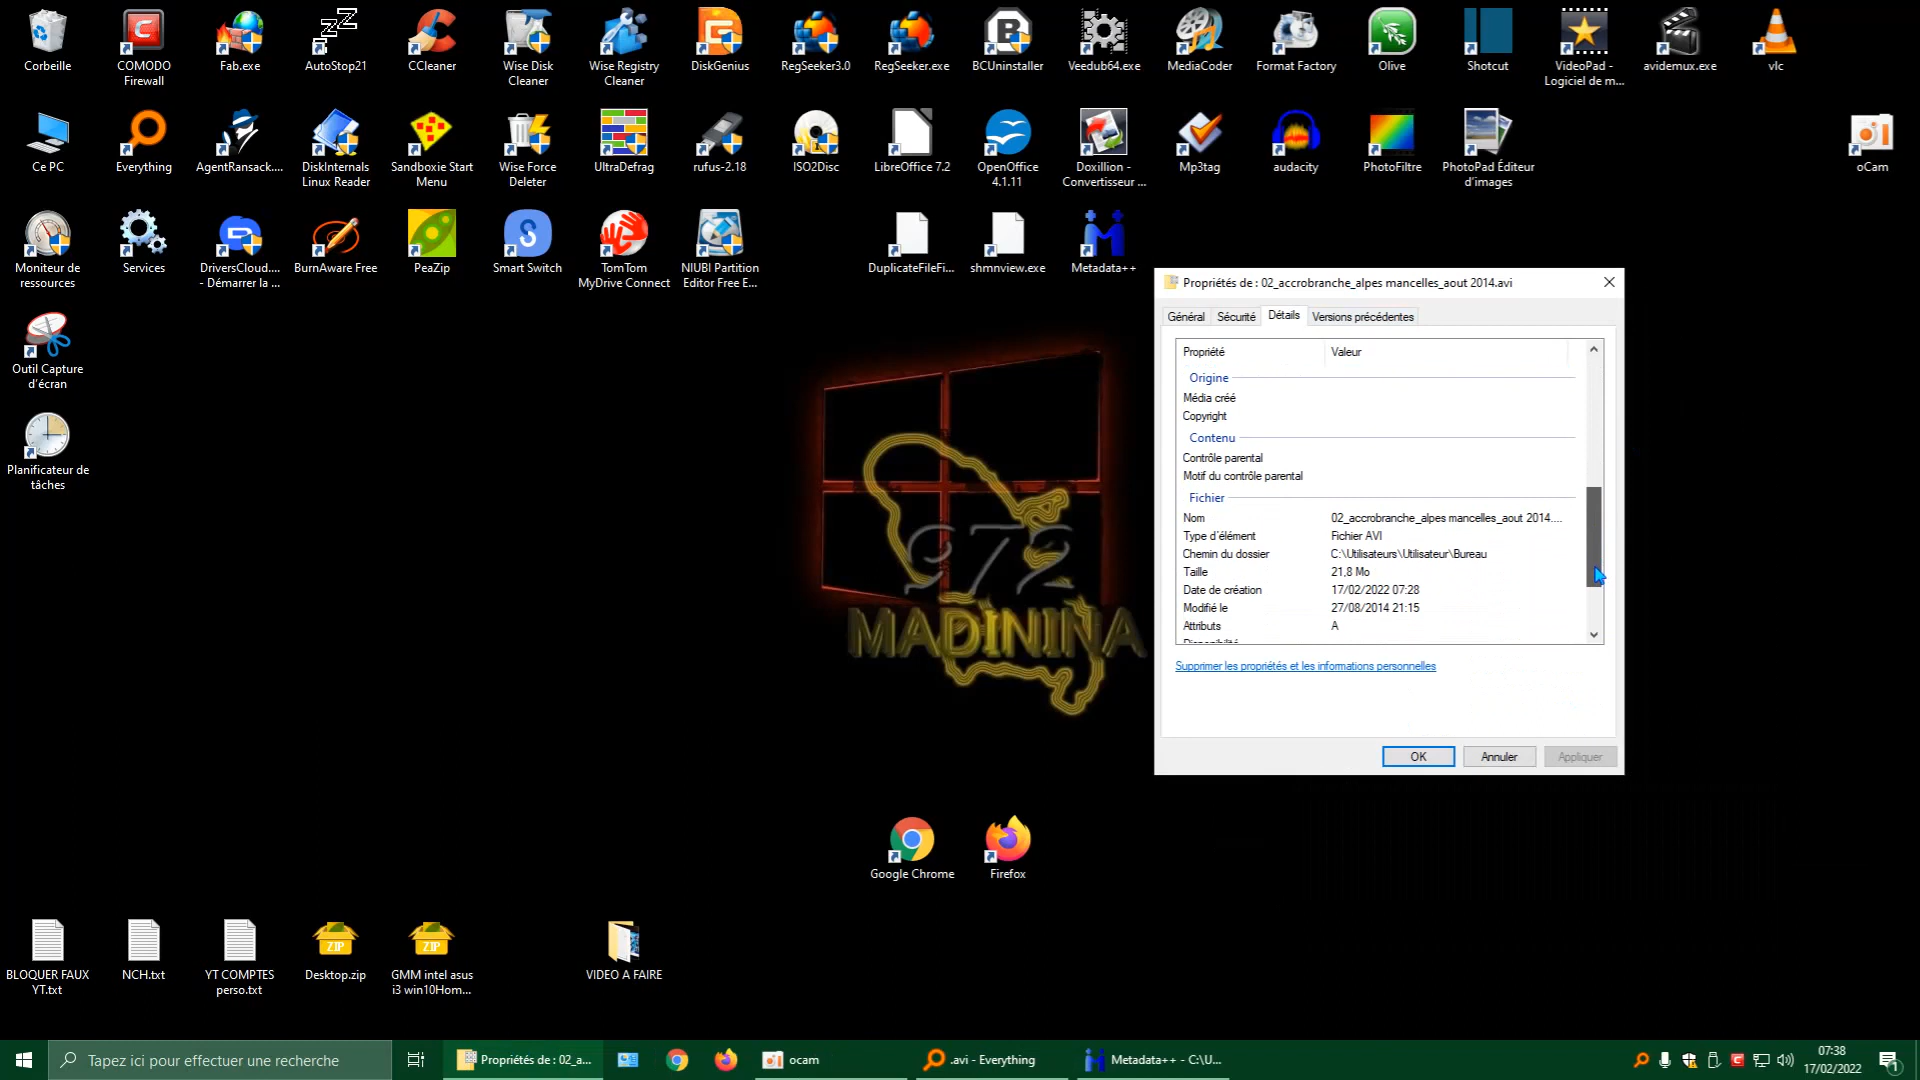 Corbeille
COMODO
Firewall
Fab.exe
AutoStop21
CCleaner
Wise Disk
Cleaner
Wise Registry
Cleaner
DiskGenius
RegSeeker3.0
RegSeeker.exe
BCUninstaller
Veedub64.exe
MediaCoder
Format Factory
Olive
Shotcut
VideoPad -
Logiciel de m...
avidemux.exe
vlc
Ce PC
Everything
AgentRansack....
DiskInternals
Linux Reader
Sandboxie Start
Menu
Wise Force
Deleter
UltraDefrag
rufus-2.18
ISO2Disc
LibreOffice 7.2
OpenOffice
4.1.11
Doxillion -
Convertisseur ...
Mp3tag
audacity
PhotoFiltre
PhotoPad Éditeur
d'images
oCam
Moniteur de
ressources
Services
DriversCloud....
- Démarrer la ...
BurnAware Free
PeaZip
Smart Switch
TomTom
MyDrive Connect
NIUBI Partition
Editor Free E...
DuplicateFileFi...
shmnview.exe
Metadata++
Outil Capture
d'écran
Planificateur de
tâches
972
MADININA
Propriétés de : 02_accrobranche_alpes mancelles_aout 2014.avi
Général
Sécurité
Détails
Versions précédentes
Propriété
Valeur
Origine
Média créé
Copyright
Contenu
Contrôle parental
Motif du contrôle parental
Fichier
Nom 02_accrobranche_alpes mancelles_aout 2014....
Type d'élément Fichier AVI
Chemin du dossier C:\Utilisateurs\Utilisateur\Bureau
Taille 21,8 Mo
Date de création 17/02/2022 07:28
Modifié le 27/08/2014 21:15
Attributs A
Supprimer les propriétés et les informations personnelles
OK
Annuler
Appliquer
Google Chrome
Firefox
BLOQUER FAUX
YT.txt
NCH.txt
YT COMPTES
perso.txt
ZIP
Desktop.zip
ZIP
GMM intel asus
i3 win10Hom...
VIDEO A FAIRE
Tapez ici pour effectuer une recherche
Propriétés de : 02_a...
ocam
.avi - Everything
Metadata++ - C:\U...
07:38
17/02/2022
1